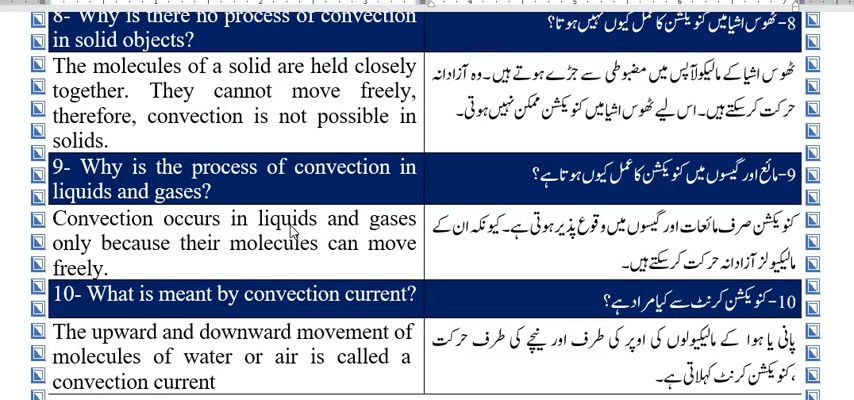 8- Why is there no process of convection
in solid objects?
8-ٹھوس اشیا میں کنویکشن کا عمل کیوں نہیں ہوتا؟
The molecules of a solid are held closely
together. They cannot move freely,
therefore, convection is not possible in
solids.
ٹھوس اشیا کے مالیکولآپس میں مضبوطی سے جڑے ہوتے ہیں۔ وہ آزادانہ
حرکت کرسکتے ہیں۔ اس لیے ٹھوس اشیا میں کنویکشن ممکن نہیں ہوتی۔
9- Why is the process of convection in
liquids and gases?
9-مائع اور گیسوں میں کنویکشن کا عمل کیوں ہوتا ہے؟
Convection occurs in liquids and gases
only because their molecules can move
freely.
کنویکشن صرف مائعات اور گیسوں میں وقوع پذیر ہوتی ہے۔ کیونکہ ان کے
مالیکیولز آزادانہ حرکت کرسکتے ہیں۔
10- What is meant by convection current?
10-کنویکشن کرنٹ سے کیا مراد ہے؟
The upward and downward movement of
molecules of water or air is called a
convection current
پانی یا ہوا کے مالیکیولوں کی اوپر کی طرف اور نیچے کی طرف حرکت
،کنویکشن کرنٹ کہلاتی ہے۔